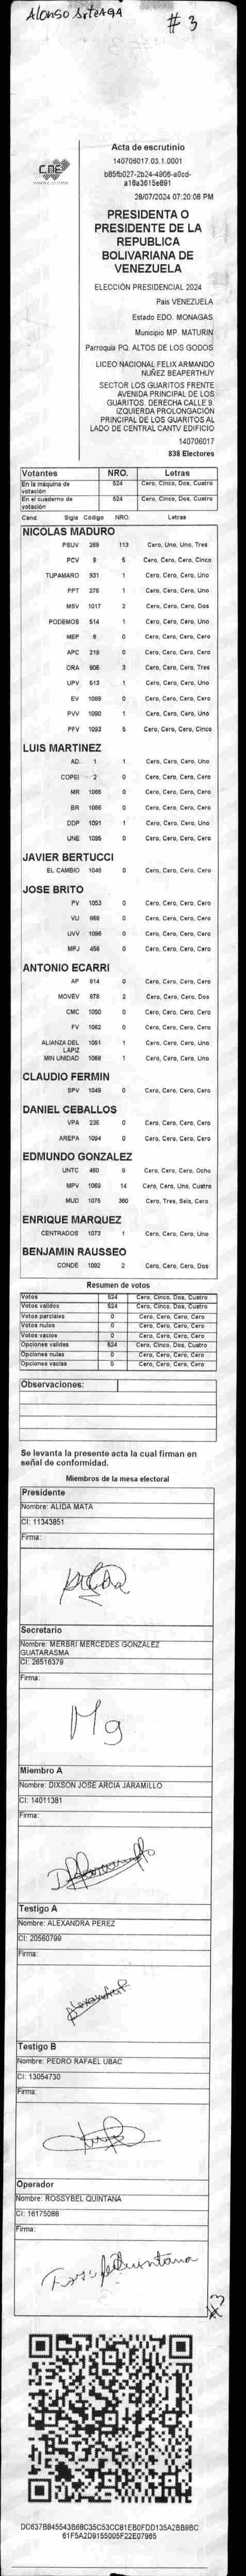 Alonso Arteaga
# 3
CNE
Acta de escrutinio
140706017.03.1.0001
28/07/2024 07:20:08 PM
PRESIDENTA O
PRESIDENTE DE LA
REPUBLICA
BOLIVARIANA DE
VENEZUELA
ELECCIÓN PRESIDENCIAL 2024
Pais VENEZUELA
Estado EDO. MONAGAS
Municipio MP. MATURIN
Parroquia PQ. ALTOS DE LOS GODOS
LICEO NACIONAL FELIX ARMANDO
NUÑEZ BEAPERTHUY
SECTOR LOS GUARITOS FRENTE
AVENIDA PRINCIPAL DE LOS
GUARITOS. DERECHA CALLE 9.
IZQUIERDA PROLONGACIÓN
PRINCIPAL DE LOS GUARITOS AL
LADO DE CENTRAL CANTV EDIFICIO
140706017
838 Electores
Votantes NRO. Letras
En la máquina de votación 524 Cero, Cinco, Dos, Cuatro
En el cuaderno de votación 524 Cero, Cinco, Dos, Cuatro
Cand. Sigla Código NRO. Letras
NICOLAS MADURO
PSUV 269 113 Cero, Uno, Uno, Tres
PCV 9 5 Cero, Cero, Cero, Cinco
TUPAMARO 931 1 Cero, Cero, Cero, Uno
PPT 275 1 Cero, Cero, Cero, Uno
MSV 1017 2 Cero, Cero, Cero, Dos
PODEMOS 514 1 Cero, Cero, Cero, Uno
MEP 6 0 Cero, Cero, Cero, Cero
APC 219 0 Cero, Cero, Cero, Cero
ORA 906 3 Cero, Cero, Cero, Tres
UPV 513 1 Cero, Cero, Cero, Uno
EV 1089 0 Cero, Cero, Cero, Cero
PVV 1090 1 Cero, Cero, Cero, Uno
PFV 1093 5 Cero, Cero, Cero, Cinco
LUIS MARTINEZ
AD 1 1 Cero, Cero, Cero, Uno
COPEI 2 0 Cero, Cero, Cero, Cero
MR 1065 0 Cero, Cero, Cero, Cero
BR 1066 0 Cero, Cero, Cero, Cero
DDP 1091 1 Cero, Cero, Cero, Uno
UNE 1095 0 Cero, Cero, Cero, Cero
JAVIER BERTUCCI
EL CAMBIO 1048 0 Cero, Cero, Cero, Cero
JOSE BRITO
PV 1053 0 Cero, Cero, Cero, Cero
VU 968 0 Cero, Cero, Cero, Cero
UVV 1096 0 Cero, Cero, Cero, Cero
MPJ 458 0 Cero, Cero, Cero, Cero
ANTONIO ECARRI
AP 914 0 Cero, Cero, Cero, Cero
MOVEV 978 2 Cero, Cero, Cero, Dos
CMC 1050 0 Cero, Cero, Cero, Cero
FV 1062 0 Cero, Cero, Cero, Cero
ALIANZA DEL LAPIZ 1051 1 Cero, Cero, Cero, Uno
MIN UNIDAD 1068 1 Cero, Cero, Cero, Uno
CLAUDIO FERMIN
SPV 1049 0 Cero, Cero, Cero, Cero
DANIEL CEBALLOS
VPA 236 0 Cero, Cero, Cero, Cero
AREPA 1094 0 Cero, Cero, Cero, Cero
EDMUNDO GONZALEZ
UNTC 460 8 Cero, Cero, Cero, Ocho
MPV 1069 14 Cero, Cero, Uno, Cuatro
MUD 1075 360 Cero, Tres, Seis, Cero
ENRIQUE MARQUEZ
CENTRADOS 1073 1 Cero, Cero, Cero, Uno
BENJAMIN RAUSSEO
CONDE 1092 2 Cero, Cero, Cero, Dos
Resumen de votos
Votos 524 Cero, Cinco, Dos, Cuatro
Votos validos 524 Cero, Cinco, Dos, Cuatro
Votos parciales 0 Cero, Cero, Cero, Cero
Votos nulos 0 Cero, Cero, Cero, Cero
Votos vacios 0 Cero, Cero, Cero, Cero
Opciones validas 524 Cero, Cinco, Dos, Cuatro
Opciones nulas 0 Cero, Cero, Cero, Cero
Opciones vacias 0 Cero, Cero, Cero, Cero
Observaciones:
Se levanta la presente acta la cual firman en
señal de conformidad.
Miembros de la mesa electoral
Presidente
Nombre: ALIDA MATA
CI: 11343851
Firma:
Secretario
Nombre: MERBRI MERCEDES GONZALEZ
GUATARASMA
CI: 26516379
Firma:
Mg
Miembro A
Nombre: DIXSON JOSE ARCIA JARAMILLO
CI: 14011381
Firma:
Testigo A
Nombre: ALEXANDRA PEREZ
CI: 20560799
Firma:
Testigo B
Nombre: PEDRO RAFAEL UBAC
CI: 13054730
Firma:
Operador
Nombre: ROSSYBEL QUINTANA
CI: 16175088
Firma:
DC637B845543B68C35C53CC81EB0FDD135A2BB9BC
61F5A2D9155005F22E07965